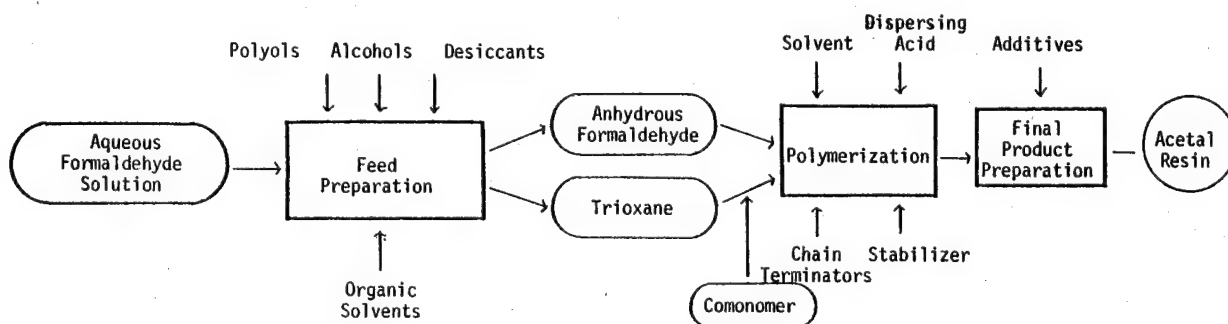 Polyols Alcohols Desiccants
Solvent
Dispersing
Acid
Additives
Aqueous
Formaldehyde
Solution
Feed
Preparation
Anhydrous
Formaldehyde
Trioxane
Polymerization
Final
Product
Preparation
Acetal
Resin
Organic
Solvents
Comonomer
Chain
Terminators
Stabilizer